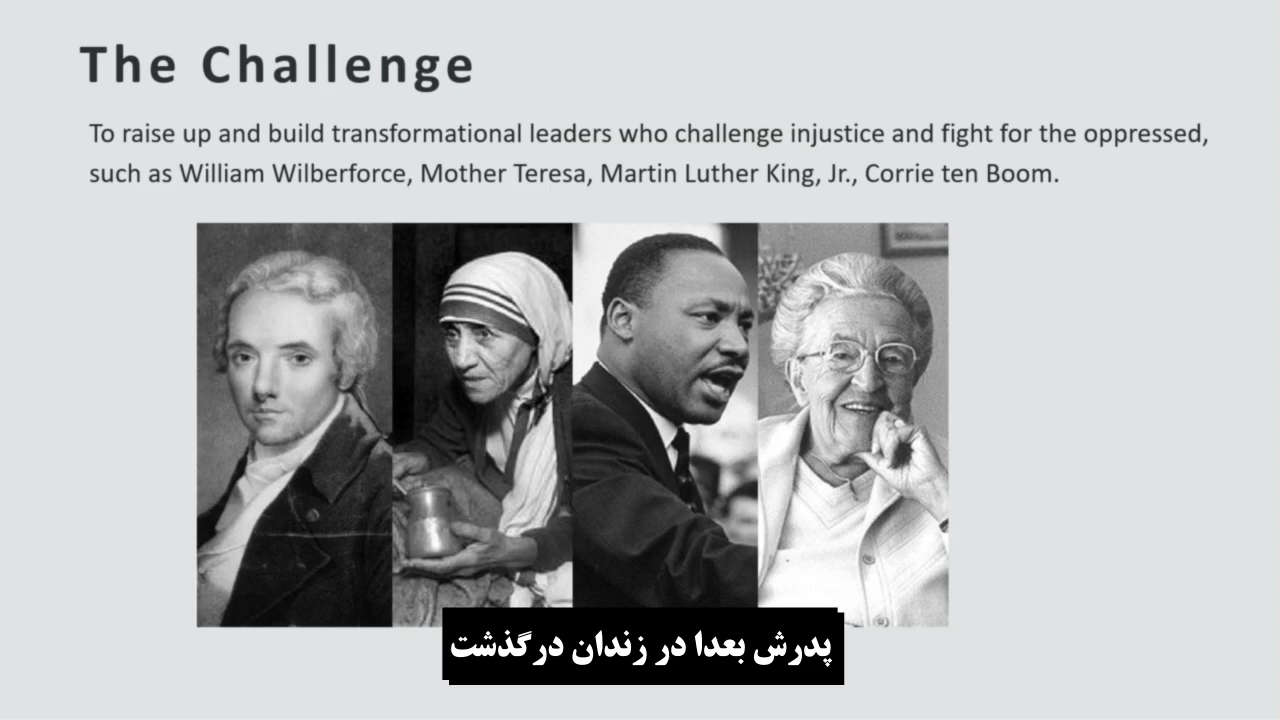 The Challenge
To raise up and build transformational leaders who challenge injustice and fight for the oppressed,
such as William Wilberforce, Mother Teresa, Martin Luther King, Jr., Corrie ten Boom.
پدرش بعدا در زندان درگذشت